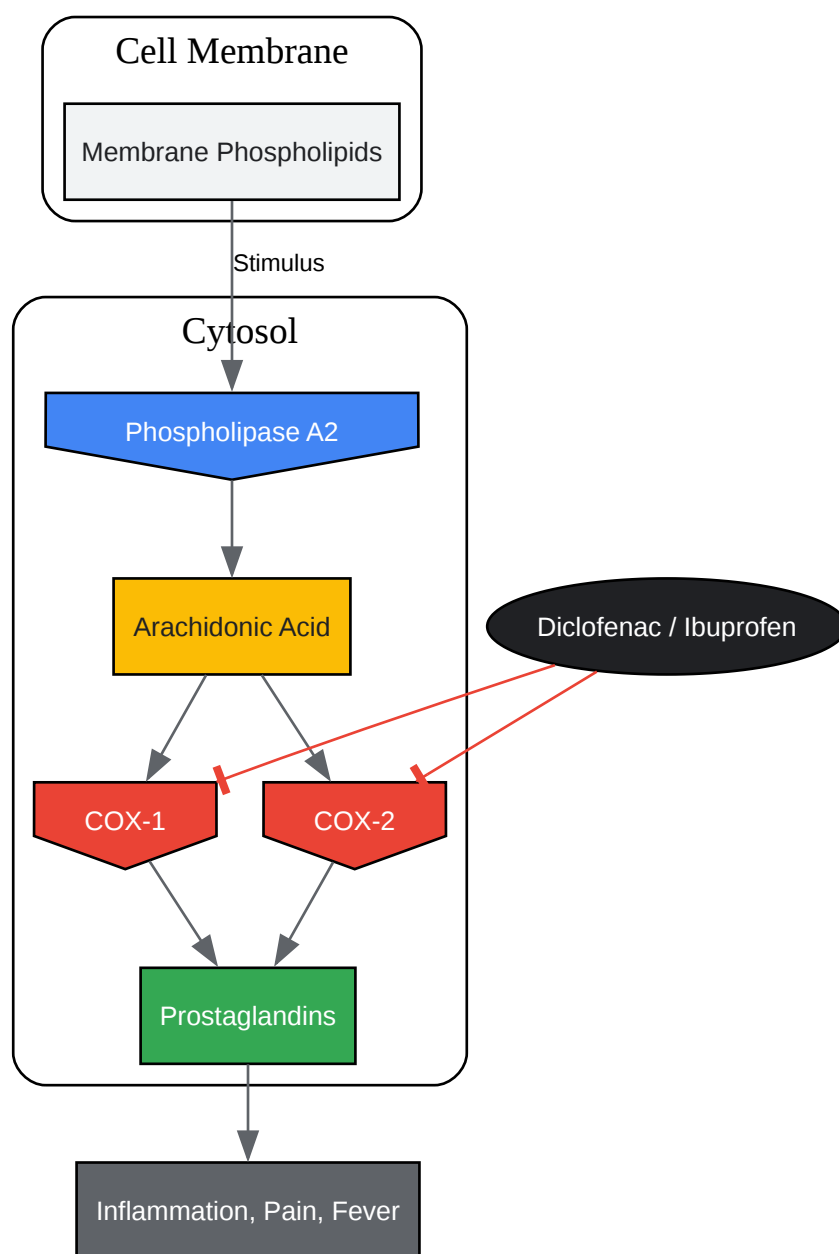 Cell Membrane
Membrane Phospholipids
Stimulus
Cytosol
Phospholipase A2
Arachidonic Acid
Diclofenac / Ibuprofen
COX-1
COX-2
Prostaglandins
Inflammation, Pain, Fever